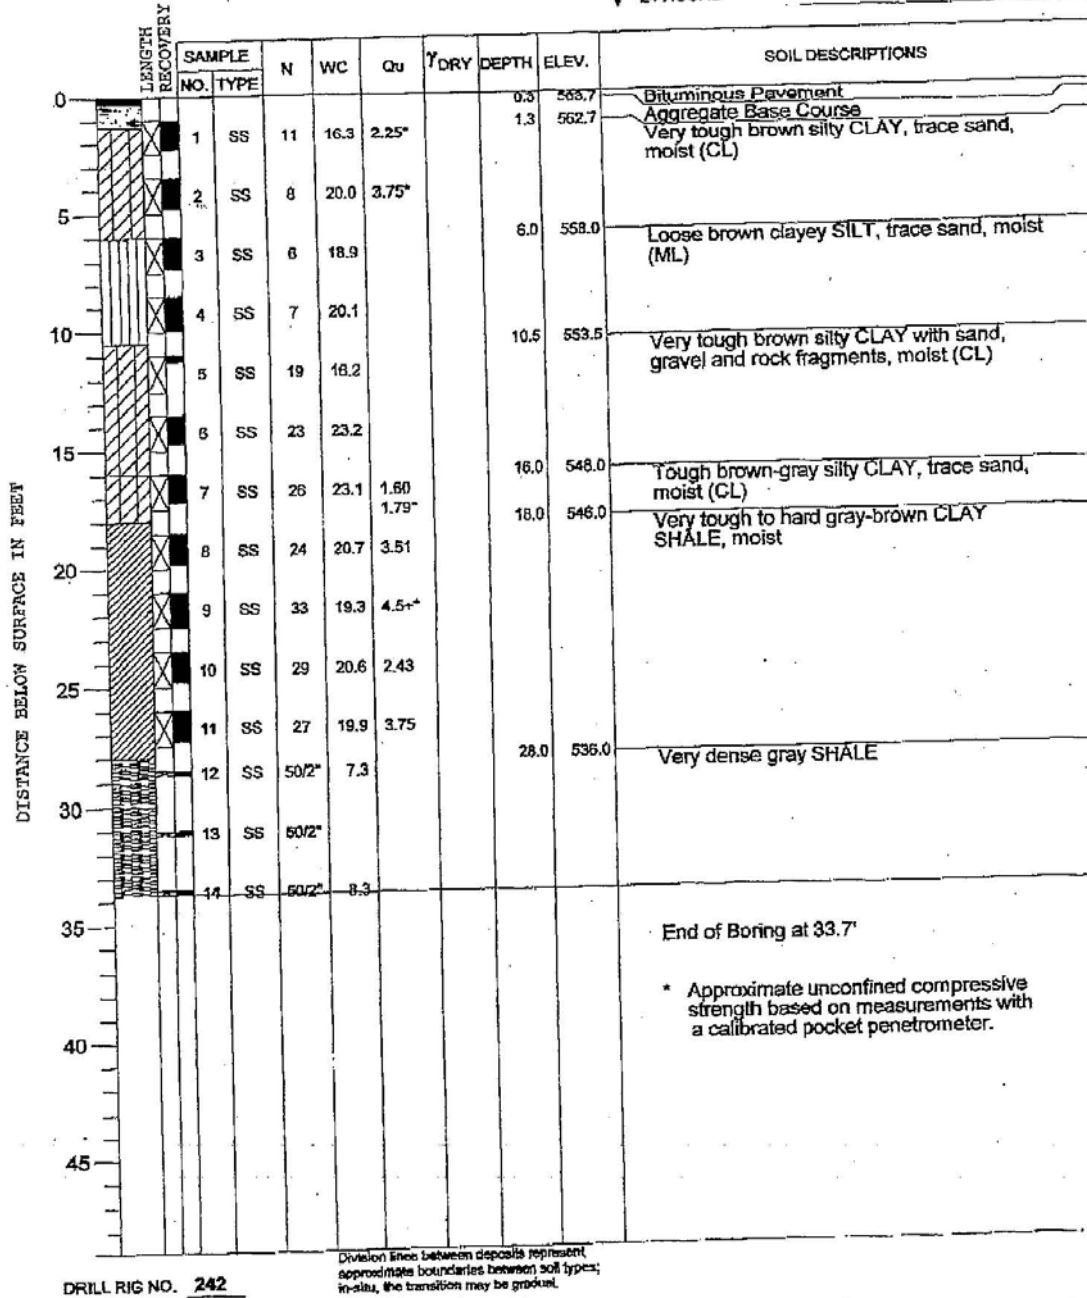 LENGTH
RECOVERY
SAMPLE N WC Qu γDRY DEPTH ELEV. SOIL DESCRIPTIONS
NO. TYPE
0 0.3 563.7 Bituminous Pavement
1.3 562.7 Aggregate Base Course
1 SS 11 16.3 2.25* Very tough brown silty CLAY, trace sand,
moist (CL)
2 SS 8 20.0 3.75*
5
6.0 558.0 Loose brown clayey SILT, trace sand, moist
3 SS 6 18.9 (ML)
4 SS 7 20.1
10 10.5 553.5 Very tough brown silty CLAY with sand,
gravel and rock fragments, moist (CL)
5 SS 19 16.2
6 SS 23 23.2
15
16.0 548.0 Tough brown-gray silty CLAY, trace sand,
7 SS 26 23.1 1.60 moist (CL)
1.79*
18.0 546.0 Very tough to hard gray-brown CLAY
SHALE, moist
8 SS 24 20.7 3.51
20
9 SS 33 19.3 4.5+*
10 SS 29 20.6 2.43
25
11 SS 27 19.9 3.75
28.0 536.0 Very dense gray SHALE
12 SS 50/2" 7.3
30
13 SS 50/2"
14 SS 50/2" 8.3
35 End of Boring at 33.7'
* Approximate unconfined compressive
strength based on measurements with
a calibrated pocket penetrometer.
40
45
DISTANCE BELOW SURFACE IN FEET
Division lines between deposits represent
approximate boundaries between soil types;
in-situ, the transition may be gradual.
DRILL RIG NO. 242